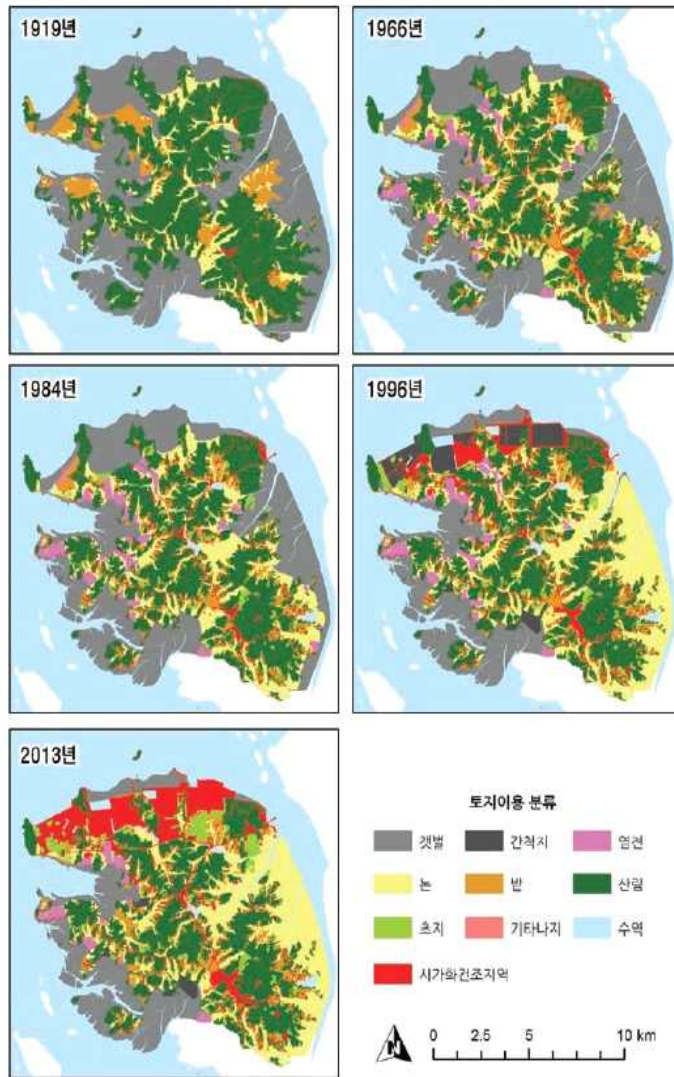 1919년
1966년
1984년
1996년
2013년
토지이용 분류
갯벌
간척지
염전
논
밭
산림
초지
기타나지
수역
시가화건조지역
N
0 2.5 5 10 km